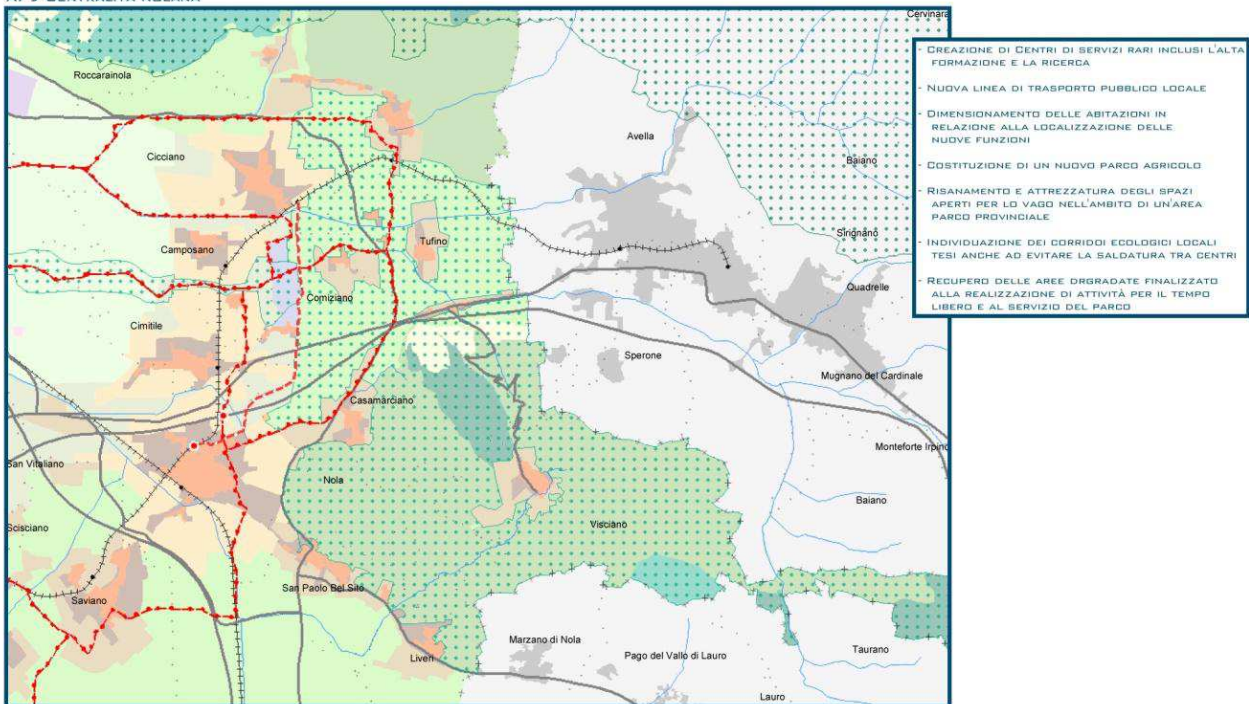 Cervinara
Roccarainola
Avella
Cicciano
Baiano
Sirignano
Camposano
Tufino
Comiziano
Quadrelle
Cimitile
Sperone
Mugnano del Cardinale
Casamarciano
Monteforte Irpino
San Vitaliano
Nola
Baiano
Visciano
Scisciano
San Paolo Bel Sito
Saviano
Marzano di Nola
Pago del Vallo di Lauro
Taurano
Liveri
Lauro
- CREAZIONE DI CENTRI DI SERVIZI RARI INCLUSI L'ALTA
FORMAZIONE E LA RICERCA
- NUOVA LINEA DI TRASPORTO PUBBLICO LOCALE
- DIMENSIONAMENTO DELLE ABITAZIONI IN
RELAZIONE ALLA LOCALIZZAZIONE DELLE
NUOVE FUNZIONI
- COSTITUZIONE DI UN NUOVO PARCO AGRICOLO
- RISANAMENTO E ATTREZZATURA DEGLI SPAZI
APERTI PER LO VAGO NELL'AMBITO DI UN'AREA
PARCO PROVINCIALE
- INDIVIDUAZIONE DEI CORRIDOI ECOLOGICI LOCALI
TESI ANCHE AD EVITARE LA SALDATURA TRA CENTRI
- RECUPERO DELLE AREE DRGRADATE FINALIZZATO
ALLA REALIZZAZIONE DI ATTIVITÀ PER IL TEMPO
LIBERO E AL SERVIZIO DEL PARCO